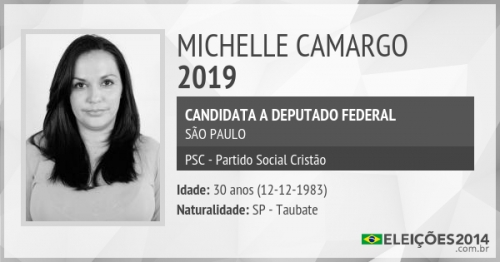 MICHELLE CAMARGO
2019
CANDIDATA A DEPUTADO FEDERAL
SÃO PAULO
PSC - Partido Social Cristão
Idade: 30 anos (12-12-1983)
Naturalidade: SP - Taubate
ELEIÇÕES2014
.com.br